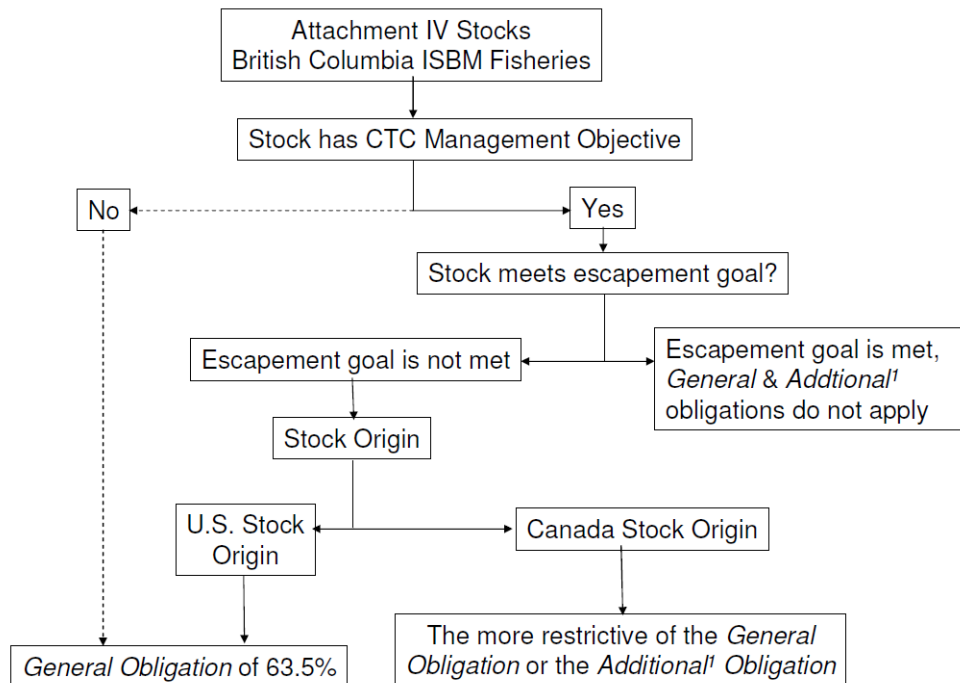 Attachment IV Stocks
British Columbia ISBM Fisheries
Stock has CTC Management Objective
No
Yes
Stock meets escapement goal?
Escapement goal is not met
Escapement goal is met,
General & Addtional¹
obligations do not apply
Stock Origin
U.S. Stock
Origin
Canada Stock Origin
General Obligation of 63.5%
The more restrictive of the General
Obligation or the Additional¹ Obligation